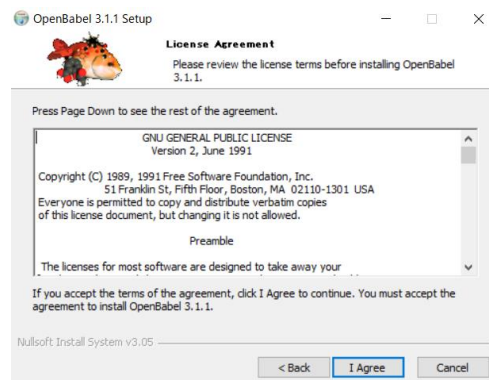 OpenBabel 3.1.1 Setup
License Agreement
Please review the license terms before installing OpenBabel
3.1.1.
Press Page Down to see the rest of the agreement.
GNU GENERAL PUBLIC LICENSE
Version 2, June 1991
Copyright (C) 1989, 1991 Free Software Foundation, Inc.
51 Franklin St, Fifth Floor, Boston, MA 02110-1301 USA
Everyone is permitted to copy and distribute verbatim copies
of this license document, but changing it is not allowed.
Preamble
The licenses for most software are designed to take away your
If you accept the terms of the agreement, click I Agree to continue. You must accept the
agreement to install OpenBabel 3.1.1.
Nullsoft Install System v3.05
< Back I Agree Cancel